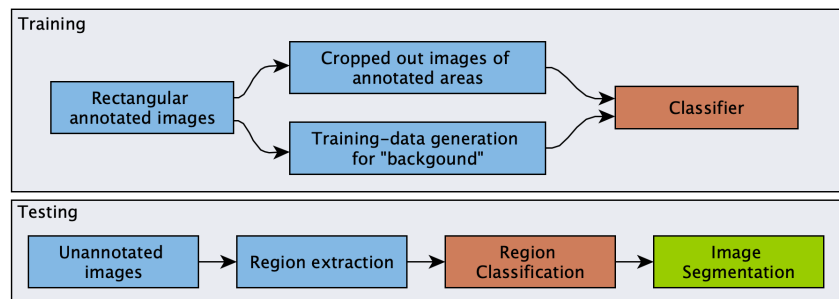 Training
Rectangular
annotated images
Cropped out images of
annotated areas
Training-data generation
for "backgound"
Classifier
Testing
Unannotated
images
Region extraction
Region
Classification
Image
Segmentation